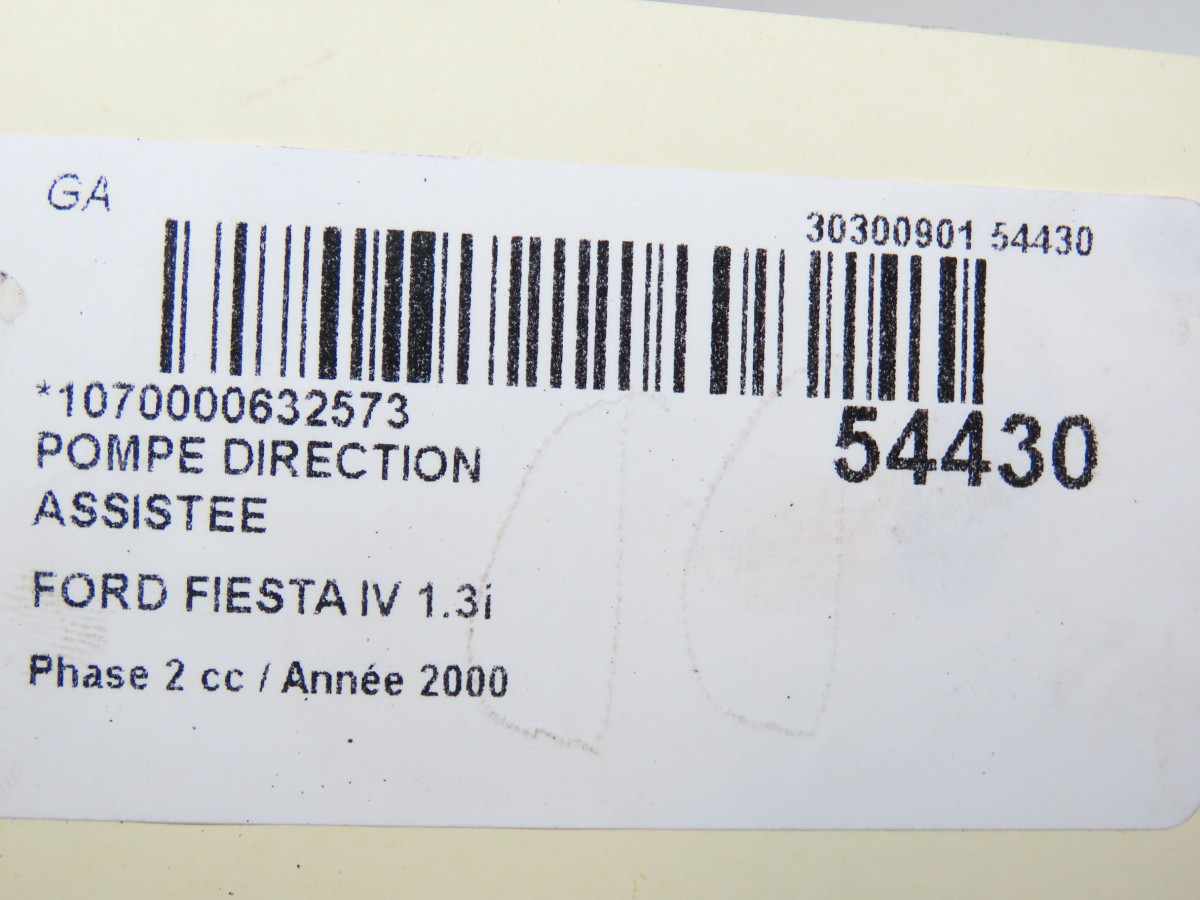 GA
30300901 54430
*1070000632573
54430
POMPE DIRECTION
ASSISTEE
FORD FIESTA IV 1.3i
Phase 2 cc / Année 2000